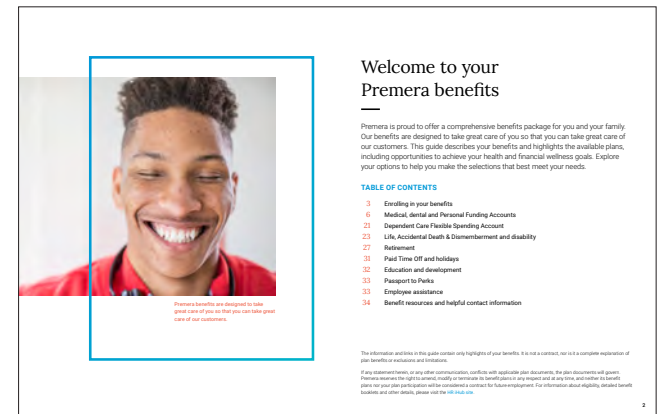 Welcome to your
Premera benefits
Premera is proud to offer a comprehensive benefits package for you and your family.
Our benefits are designed to take great care of you so that you can take great care of
our customers. This guide describes your benefits and highlights the available plans,
including opportunities to achieve your health and financial wellness goals. Explore
your options to help you make the selections that best meet your needs.
TABLE OF CONTENTS
3 Enrolling in your benefits
6 Medical, dental and Personal Funding Accounts
21 Dependent Care Flexible Spending Account
23 Life, Accidental Death & Dismemberment and disability
27 Retirement
31 Paid Time Off and holidays
32 Education and development
33 Passport to Perks
33 Employee assistance
34 Benefit resources and helpful contact information
Premera benefits are designed to take
great care of you so that you can take great
care of our customers.
The information and links in this guide contain only highlights of your benefits. It is not a contract, nor is it a complete explanation of
plan benefits or exclusions and limitations.
If any statement herein, or any other communication, conflicts with applicable plan documents, the plan documents will govern.
Premera reserves the right to amend, modify or terminate its benefit plans in any respect and at any time, and neither its benefit
plans nor your plan participation will be considered a contract for future employment. For information about eligibility, detailed benefit
booklets and other details, please visit the HR iHub site.
2